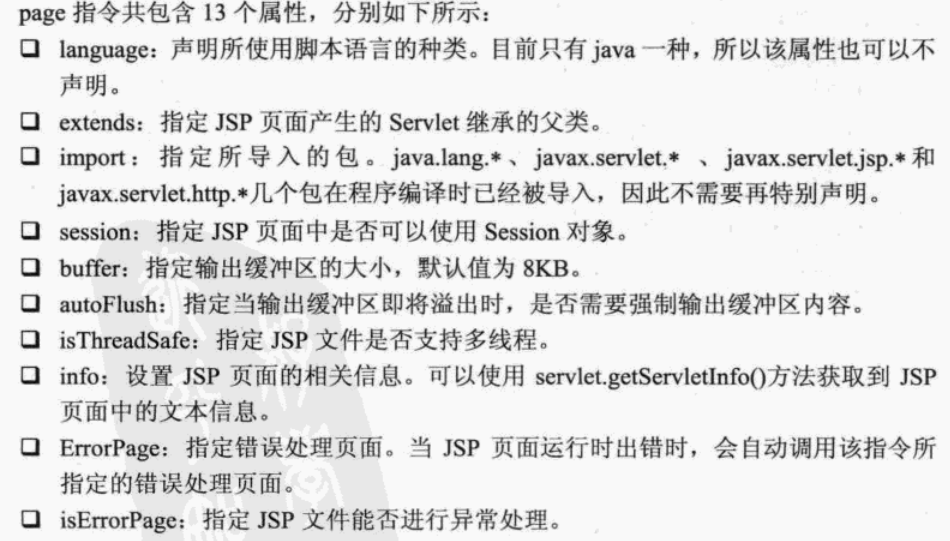 page 指令共包含 13 个属性，分别如下所示：
❑ language：声明所使用脚本语言的种类。目前只有 java 一种，所以该属性也可以不
声明。
❑ extends：指定 JSP 页面产生的 Servlet 继承的父类。
❑ import：指定所导入的包。java.lang.*、javax.servlet.* 、javax.servlet.jsp.*和
javax.servlet.http.*几个包在程序编译时已经被导入，因此不需要再特别声明。
❑ session：指定 JSP 页面中是否可以使用 Session 对象。
❑ buffer：指定输出缓冲区的大小，默认值为 8KB。
❑ autoFlush：指定当输出缓冲区即将溢出时，是否需要强制输出缓冲区内容。
❑ isThreadSafe：指定 JSP 文件是否支持多线程。
❑ info：设置 JSP 页面的相关信息。可以使用 servlet.getServletInfo()方法获取到 JSP
页面中的文本信息。
❑ ErrorPage：指定错误处理页面。当 JSP 页面运行时出错时，会自动调用该指令所
指定的错误处理页面。
❑ isErrorPage：指定 JSP 文件能否进行异常处理。